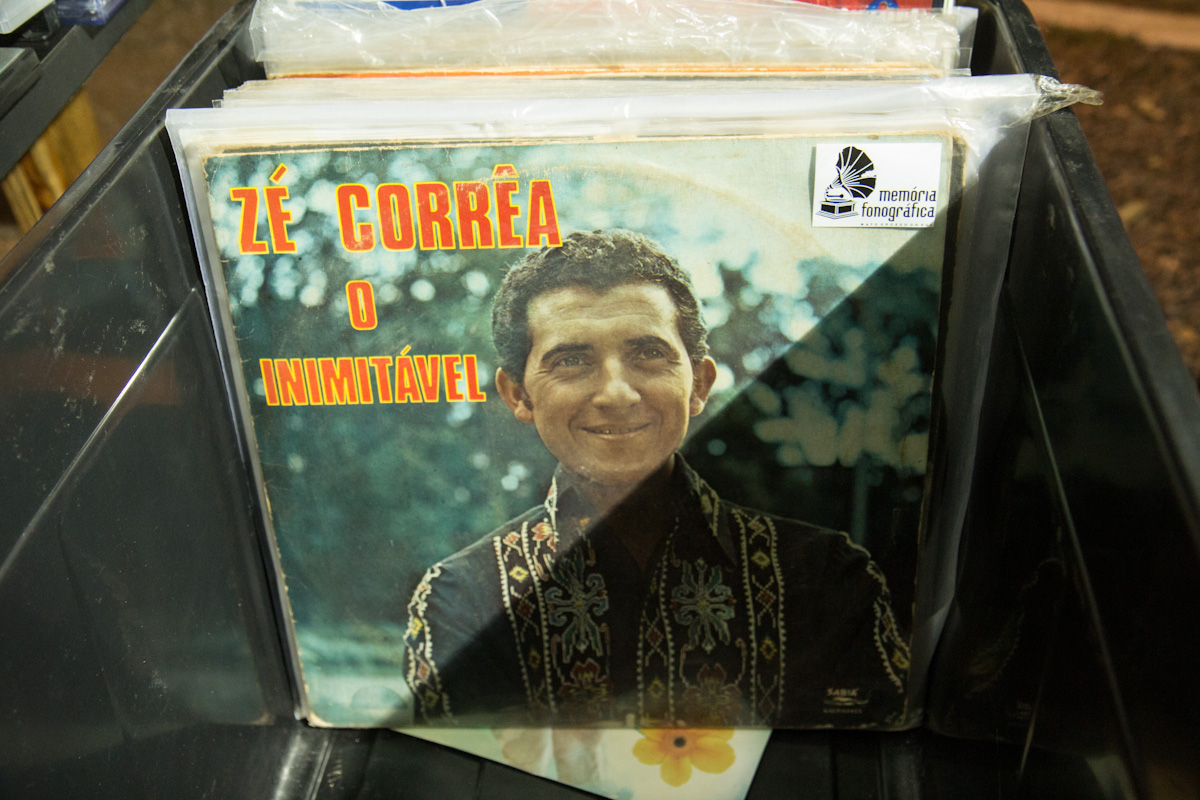 ZÉ CORRÊA
O
INIMITÁVEL
memória
fonográfica
SABIÁ